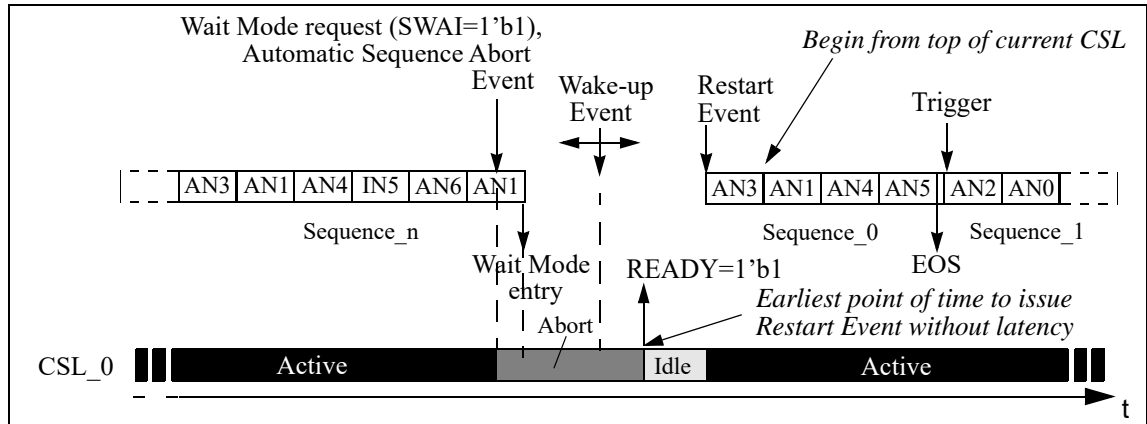 Wait Mode request (SWAI=1’b1),
Automatic Sequence Abort
Event
Wake-up
Event
Restart
Event
Begin from top of current CSL
Trigger
AN3 AN1 AN4 IN5 AN6 AN1
AN3 AN1 AN4 AN5 AN2 AN0
Sequence_n
Sequence_0
Sequence_1
Wait Mode
entry
READY=1’b1
EOS
Earliest point of time to issue
Restart Event without latency
Abort
CSL_0
Active
Idle
Active
t